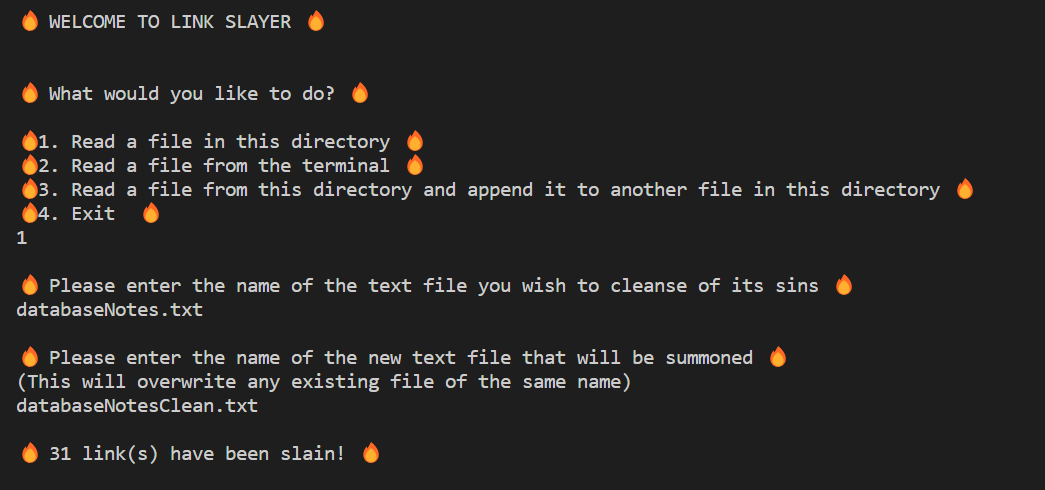 🔥 WELCOME TO LINK SLAYER 🔥
🔥 What would you like to do? 🔥
🔥1. Read a file in this directory 🔥
🔥2. Read a file from the terminal 🔥
🔥3. Read a file from this directory and append it to another file in this directory 🔥
🔥4. Exit 🔥
1
🔥 Please enter the name of the text file you wish to cleanse of its sins 🔥
databaseNotes.txt
🔥 Please enter the name of the new text file that will be summoned 🔥
(This will overwrite any existing file of the same name)
databaseNotesClean.txt
🔥 31 link(s) have been slain! 🔥